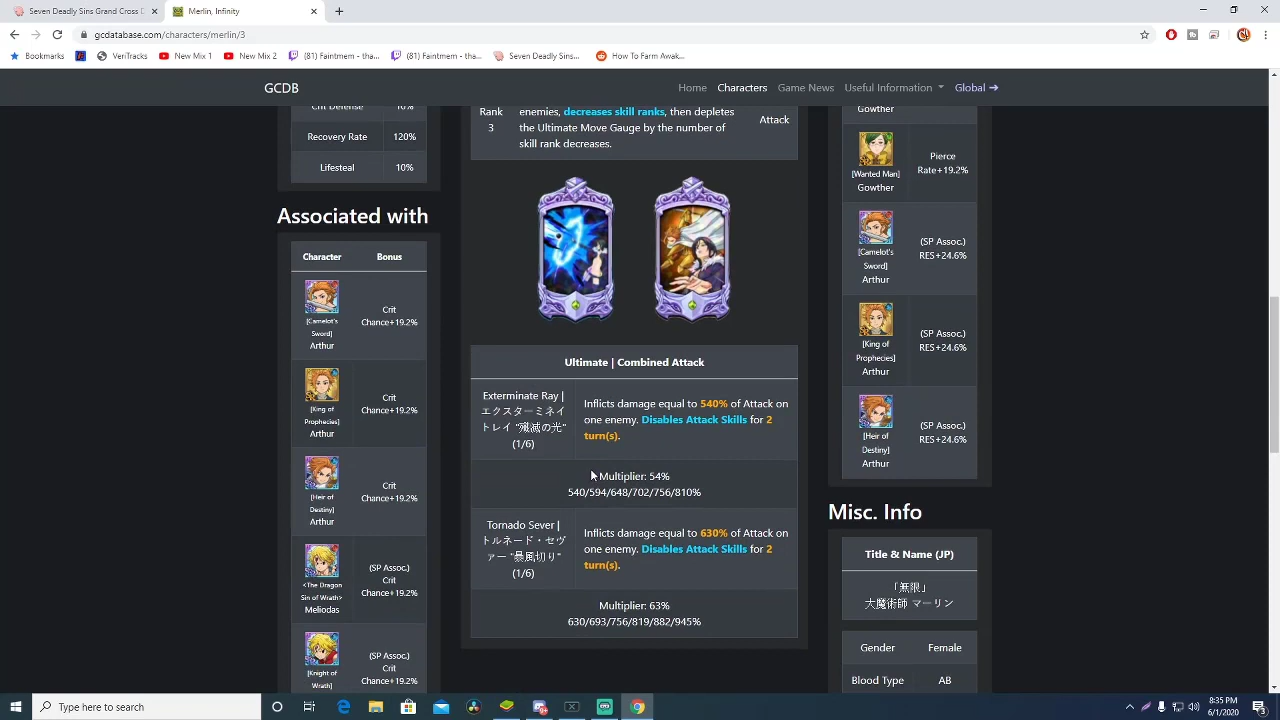 Seven Deadly Sins Grand Cross D
Merlin, Infinity
gcdatabase.com/characters/merlin/3
Bookmarks
VeriTracks
New Mix 1
New Mix 2
(81) Faintmem - tha...
(81) Faintmem - tha...
Seven Deadly Sins...
How To Farm Awak...
GCDB
Home
Characters
Game News
Useful Information
Global ➔
Crit Defense 10%
Recovery Rate 120%
Lifesteal 10%
Associated with
Character Bonus
[Camelot's
Sword]
Arthur
Crit
Chance+19.2%
[King of
Prophecies]
Arthur
Crit
Chance+19.2%
[Heir of
Destiny]
Arthur
Crit
Chance+19.2%
<The Dragon
Sin of Wrath>
Meliodas
(SP Assoc.)
Crit
Chance+19.2%
[Knight of
Wrath]
(SP Assoc.)
Crit
Chance+19.2%
Rank
3
enemies, decreases skill ranks, then depletes
the Ultimate Move Gauge by the number of
skill rank decreases.
Attack
Ultimate | Combined Attack
Exterminate Ray |
エクスターミネイ
トレイ "殲滅の光"
(1/6)
Inflicts damage equal to 540% of Attack on
one enemy. Disables Attack Skills for 2
turn(s).
Multiplier: 54%
540/594/648/702/756/810%
Tornado Sever |
トルネード・セヴ
ァー "暴風切り"
(1/6)
Inflicts damage equal to 630% of Attack on
one enemy. Disables Attack Skills for 2
turn(s).
Multiplier: 63%
630/693/756/819/882/945%
Gowther
[Wanted Man]
Gowther
Pierce
Rate+19.2%
[Camelot's
Sword]
Arthur
(SP Assoc.)
RES+24.6%
[King of
Prophecies]
Arthur
(SP Assoc.)
RES+24.6%
[Heir of
Destiny]
Arthur
(SP Assoc.)
RES+24.6%
Misc. Info
Title & Name (JP)
「無限」
大魔術師 マーリン
Gender Female
Blood Type AB
Type here to search
8:35 PM
6/1/2020